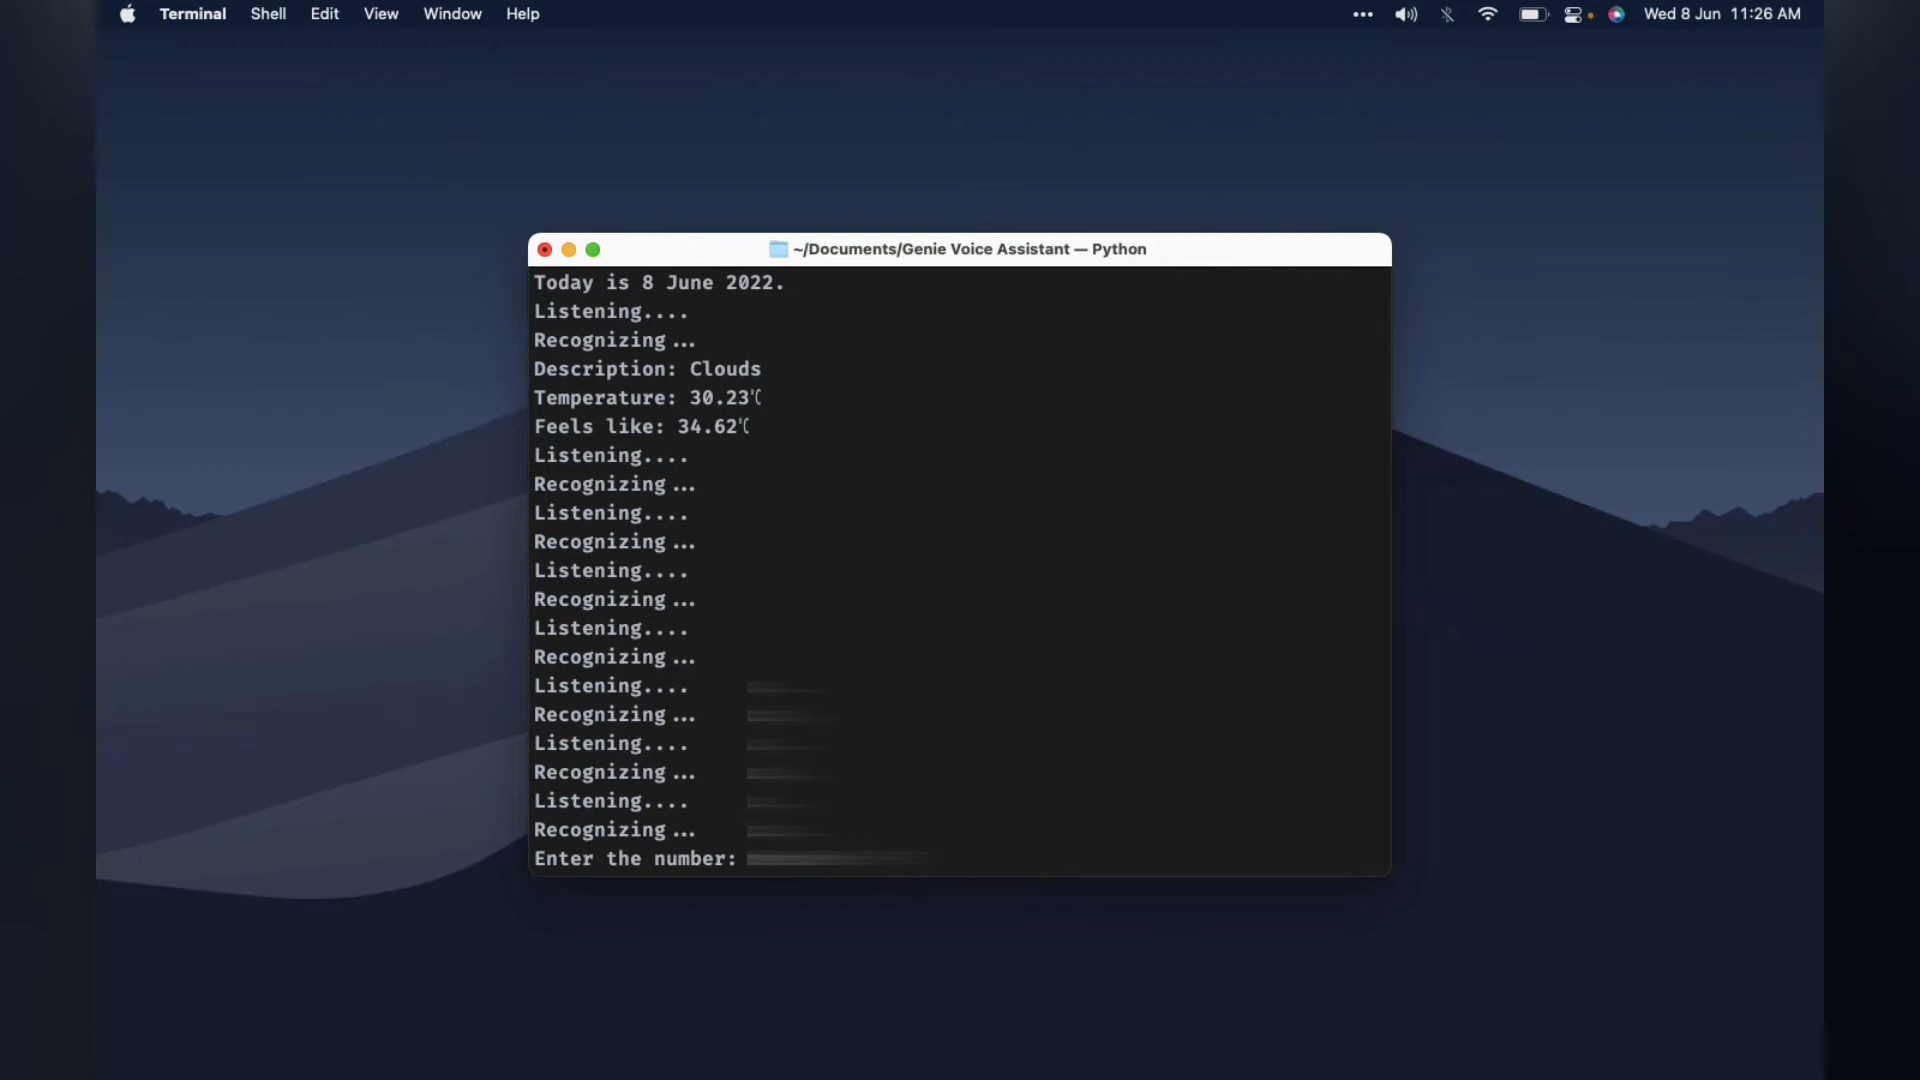 Terminal Shell Edit View Window Help Wed 8 Jun 11:26 AM
~/Documents/Genie Voice Assistant — Python
Today is 8 June 2022.
Listening....
Recognizing...
Description: Clouds
Temperature: 30.23℃
Feels like: 34.62℃
Listening....
Recognizing...
Listening....
Recognizing...
Listening....
Recognizing...
Listening....
Recognizing...
Listening....
Recognizing...
Listening....
Recognizing...
Listening....
Recognizing...
Enter the number: